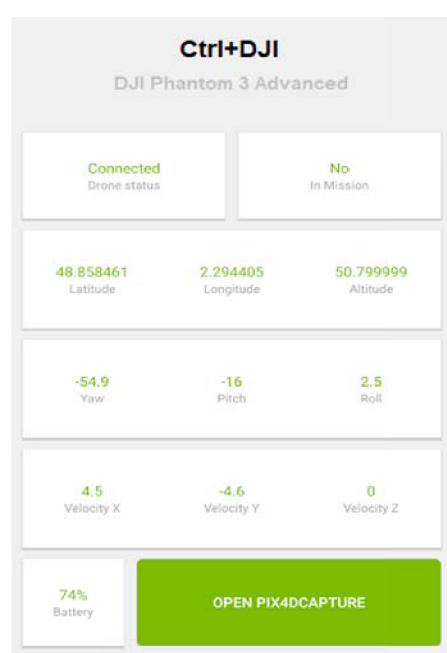 Ctrl+DJI
DJI Phantom 3 Advanced
Connected No
Drone status In Mission
48.858461 2.294405 50.799999
Latitude Longitude Altitude
-54.9 -16 2.5
Yaw Pitch Roll
4.5 -4.6 0
Velocity X Velocity Y Velocity Z
74%
Battery
OPEN PIX4DCAPTURE